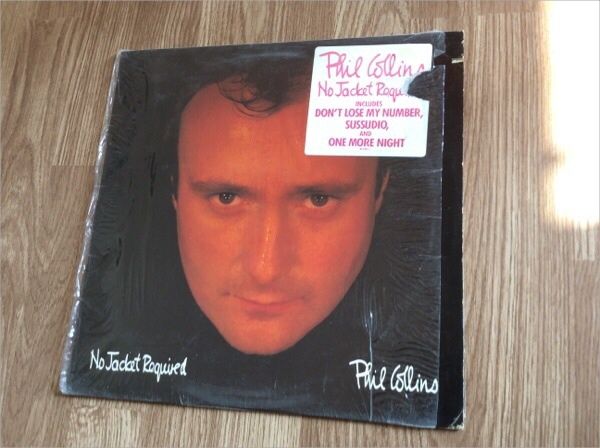 Phil Collins
No Jacket Requi
INCLUDES
DON'T LOSE MY NUMBER,
SUSSUDIO,
AND
ONE MORE NIGHT
No Jacket Required
Phil Collins